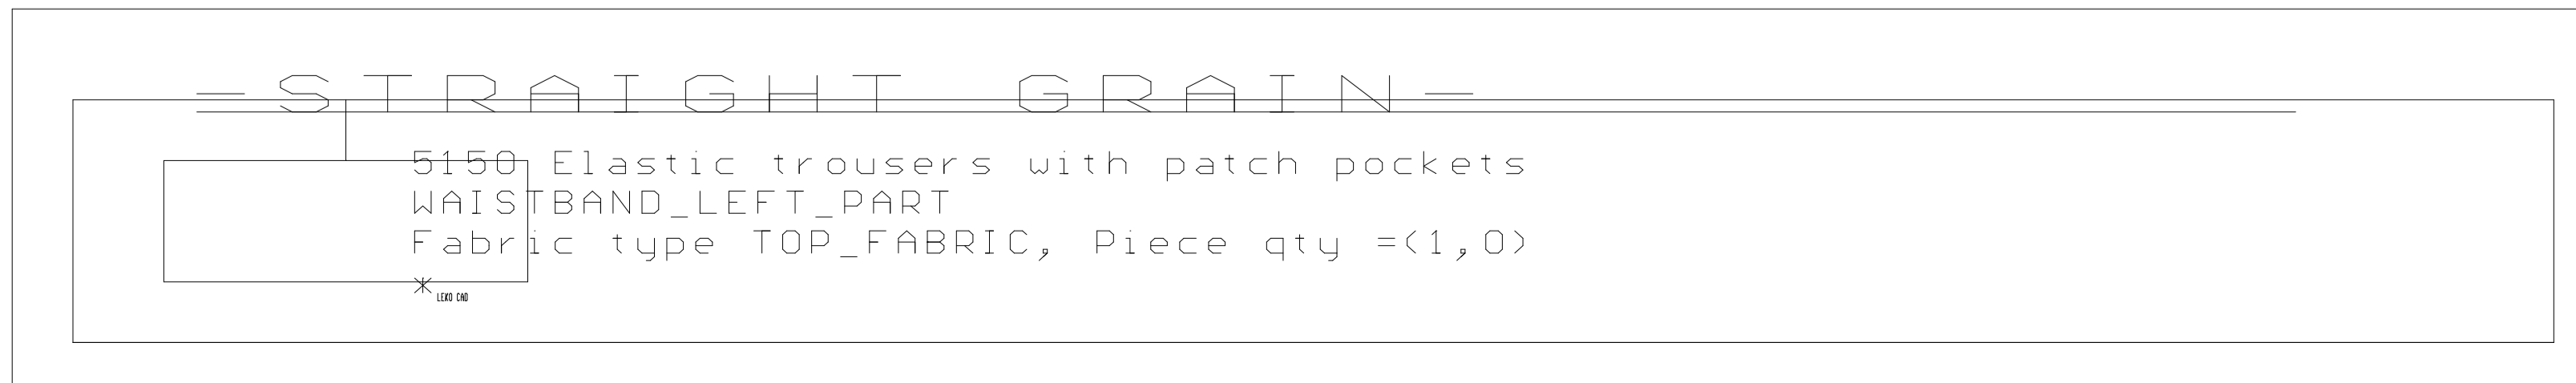 -STRAIGHT GRAIN-
5150 Elastic trousers with patch pockets
WAISTBAND_LEFT_PART
Fabric type TOP_FABRIC, Piece qty =(1,0)
LEKO CAD